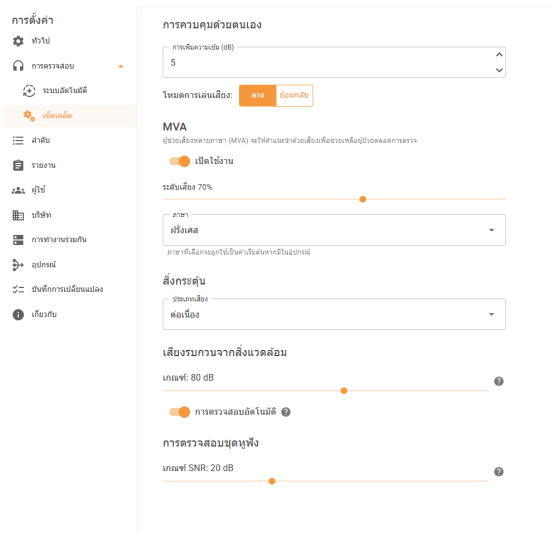 การตั้งค่า
ทั่วไป
การตรวจสอบ
ระบบอัตโนมัติ
เบ็ดเตล็ด
ลำดับ
รายงาน
ผู้ใช้
บริษัท
การทำงานร่วมกัน
อุปกรณ์
บันทึกการเปลี่ยนแปลง
เกี่ยวกับ
การควบคุมด้วยตนเอง
การเพิ่มความเข้ม (dB)
5
โหมดการเล่นเสียง: ตรง ย้อนกลับ
MVA
ผู้ช่วยเสียงหลายภาษา (MVA) จะให้คำแนะนำด้วยเสียงเพื่อช่วยเหลือผู้ป่วยตลอดการตรวจ
เปิดใช้งาน
ระดับเสียง 70%
ภาษา
ฝรั่งเศส
ภาษาที่เลือกจะถูกใช้เป็นค่าเริ่มต้นหากมีในอุปกรณ์
สิ่งกระตุ้น
ประเภทเสียง
ต่อเนื่อง
เสียงรบกวนจากสิ่งแวดล้อม
เกณฑ์: 80 dB
การตรวจสอบอัตโนมัติ
การตรวจสอบชุดหูฟัง
เกณฑ์ SNR: 20 dB